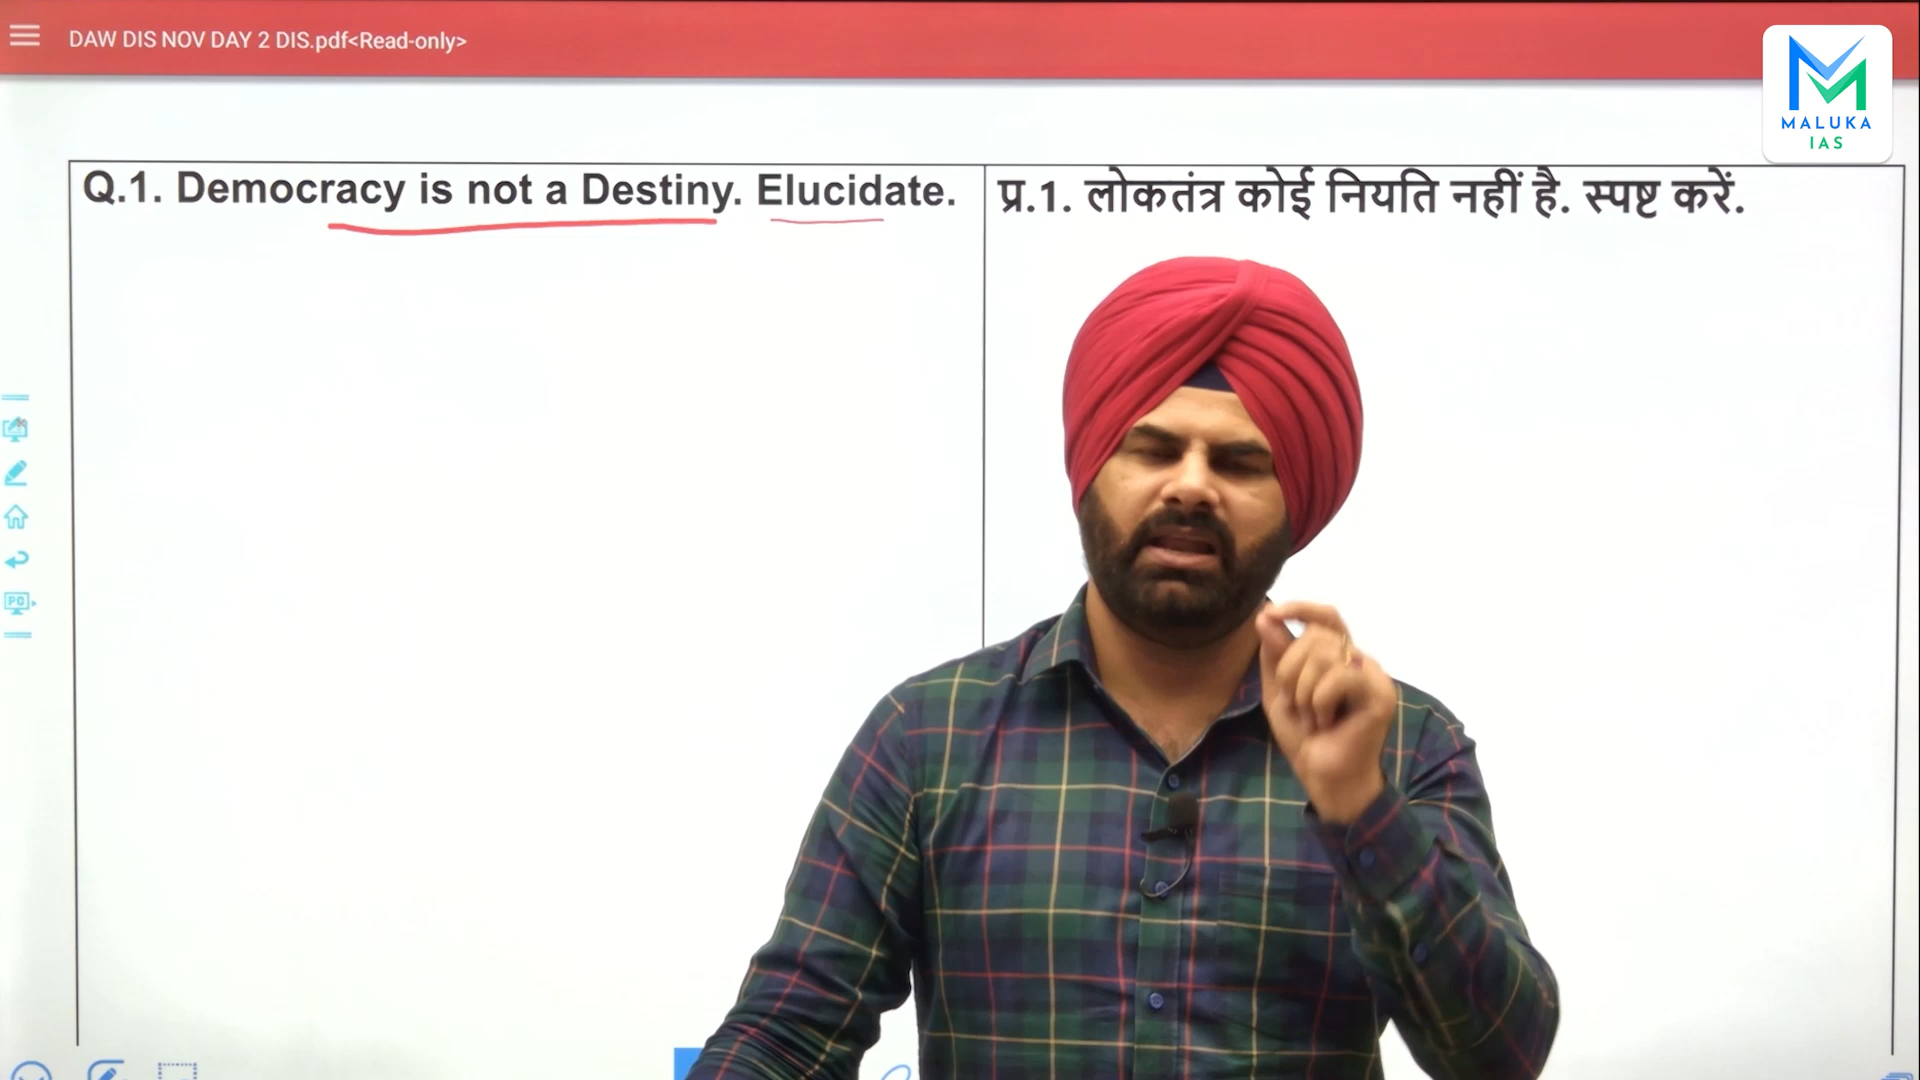 DAW DIS NOV DAY 2 DIS.pdf<Read-only>
MALUKA
IAS
Q.1. Democracy is not a Destiny. Elucidate.
प्र.1. लोकतंत्र कोई नियति नहीं है. स्पष्ट करें.
PC